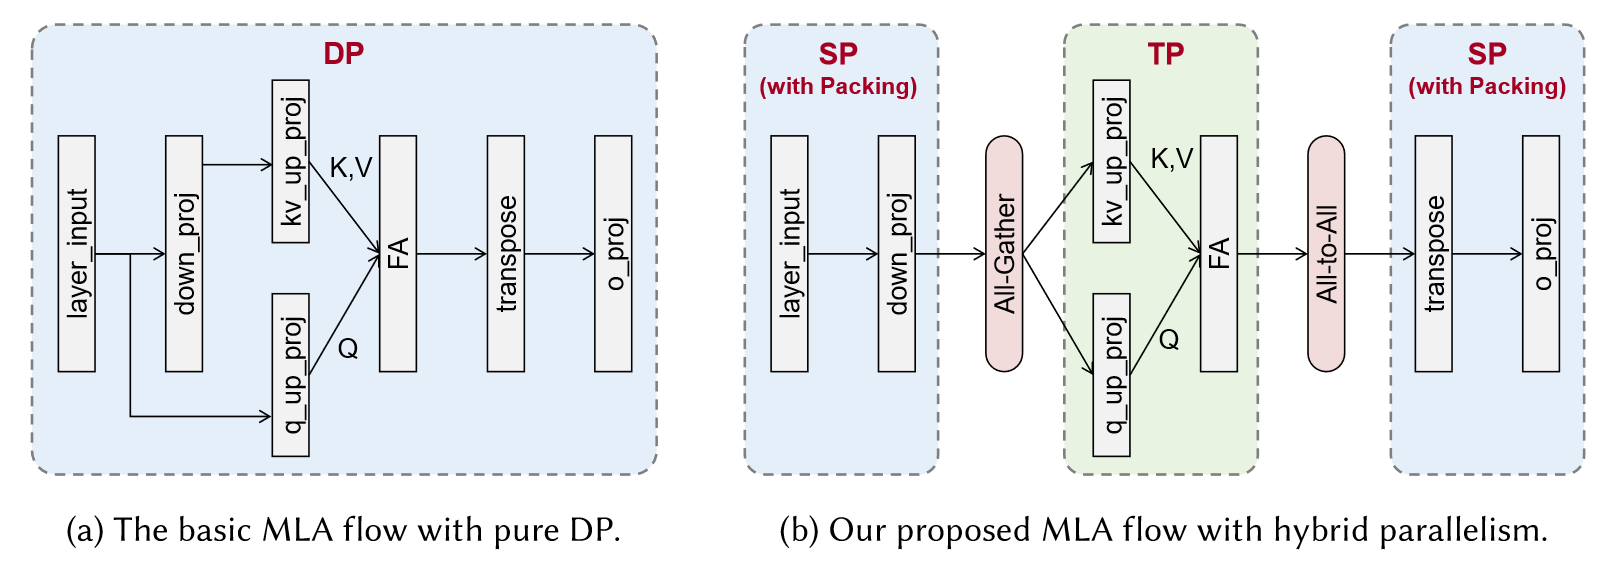 DP
layer_input
down_proj
kv_up_proj
q_up_proj
K,V
Q
FA
transpose
o_proj
(a) The basic MLA flow with pure DP.
SP
(with Packing)
layer_input
down_proj
All-Gather
TP
kv_up_proj
q_up_proj
K,V
Q
FA
All-to-All
SP
(with Packing)
transpose
o_proj
(b) Our proposed MLA flow with hybrid parallelism.